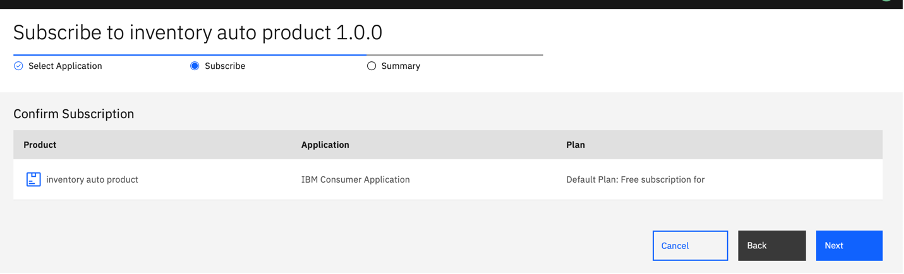 Subscribe to inventory auto product 1.0.0
Select Application Subscribe Summary
Confirm Subscription
Product Application Plan
inventory auto product IBM Consumer Application Default Plan: Free subscription for
Cancel Back Next